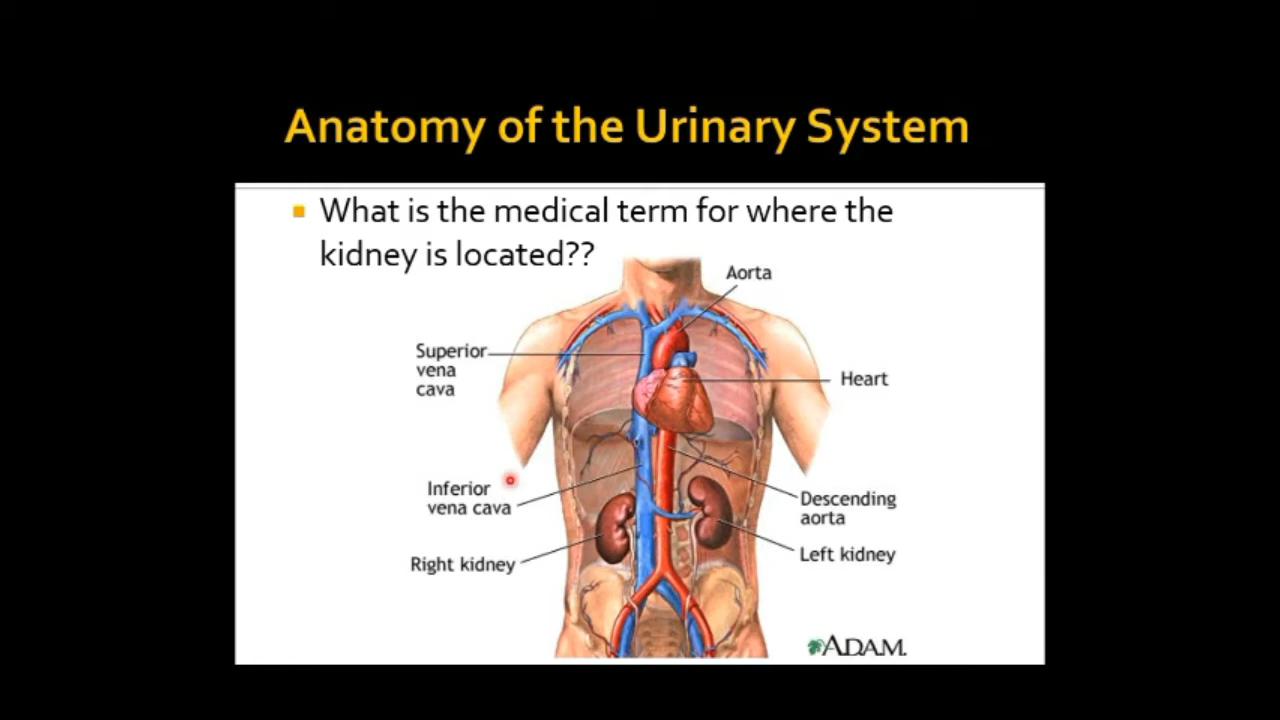 Anatomy of the Urinary System
What is the medical term for where the
kidney is located??
Aorta
Superior
vena
cava
Heart
Inferior
vena cava
Descending
aorta
Right kidney
Left kidney
ADAM.